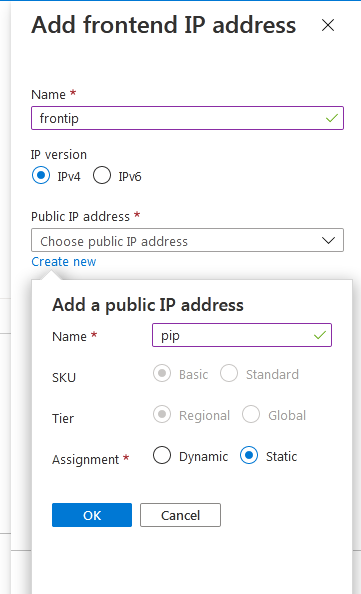 Add frontend IP address
Name *
frontip
IP version
IPv4 IPv6
Public IP address *
Choose public IP address
Create new
Add a public IP address
Name * pip
SKU Basic Standard
Tier Regional Global
Assignment * Dynamic Static
OK Cancel